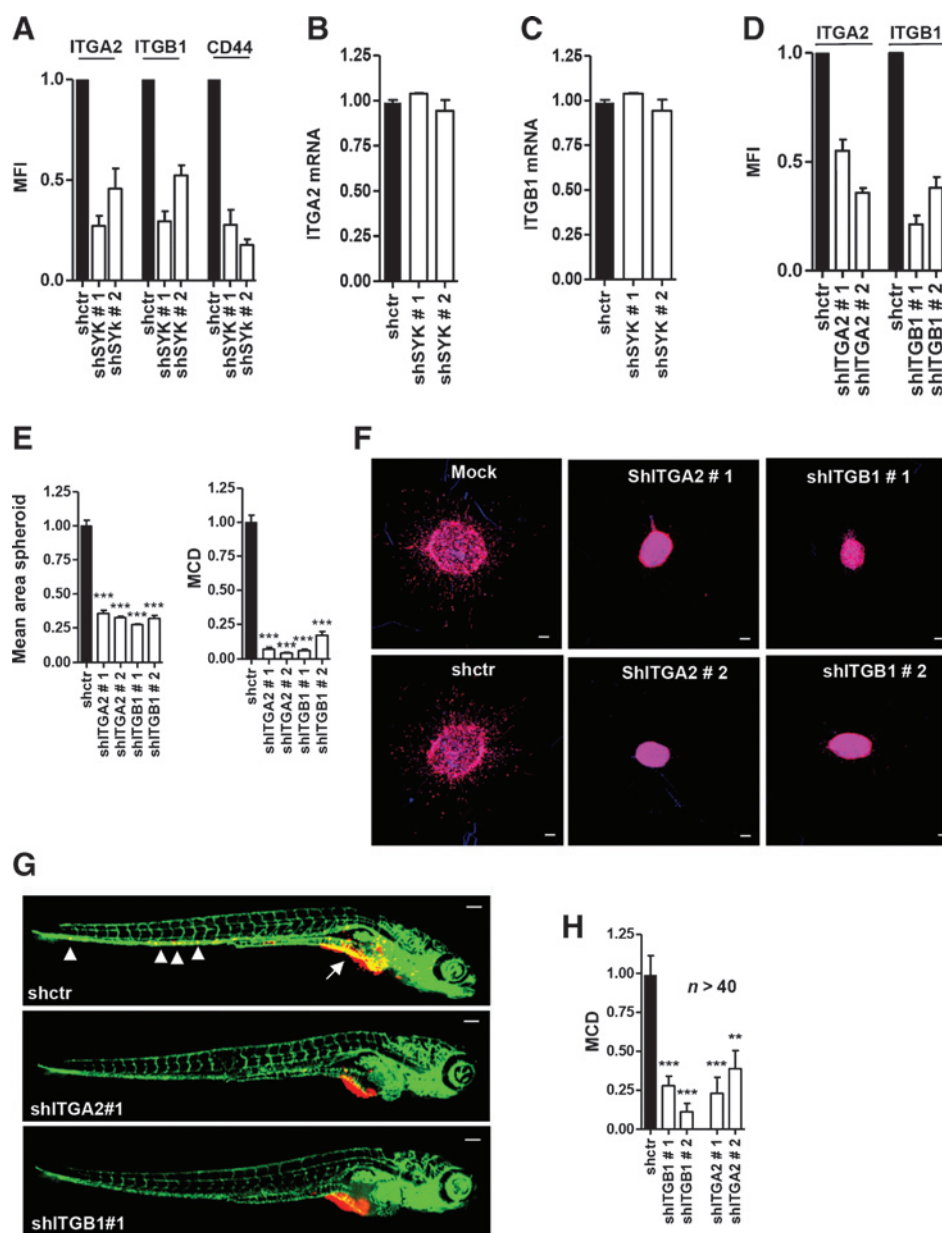 A
ITGA2 ITGB1 CD44
1.0
0.5
0.0
MFI
shctr
shSYK # 1
shSYk # 2
shctr
shSYK # 1
shSYk # 2
shctr
shSYK # 1
shSyk # 2
B
1.25
1.00
0.75
0.50
0.25
0.00
ITGA2 mRNA
shctr
shSYK # 1
shSYK # 2
C
1.25
1.00
0.75
0.50
0.25
0.00
ITGB1 mRNA
shctr
shSYK # 1
shSYK # 2
D
ITGA2 ITGB1
1.0
0.5
0.0
MFI
shctr
shITGA2 # 1
shITGA2 # 2
shctr
shITGB1 # 1
shITGB1 # 2
E
1.25
1.00
0.75
0.50
0.25
0.00
Mean area spheroid
*** *** *** ***
shctr
shITGA2 # 1
shITGA2 # 2
shITGB1 # 1
shITGB1 # 2
1.25
1.00
0.75
0.50
0.25
0.00
MCD
*** *** *** ***
shctr
shITGA2 # 1
shITGA2 # 2
shITGB1 # 1
shITGB1 # 2
F
Mock
ShITGA2 # 1
shITGB1 # 1
shctr
ShITGA2 # 2
shITGB1 # 2
G
shctr
shITGA2#1
shITGB1#1
H
1.25
1.00
0.75
0.50
0.25
0.00
MCD
n > 40
*** *** *** **
shctr
shITGB1 # 1
shITGB1 # 2
shITGA2 # 1
shITGA2 # 2